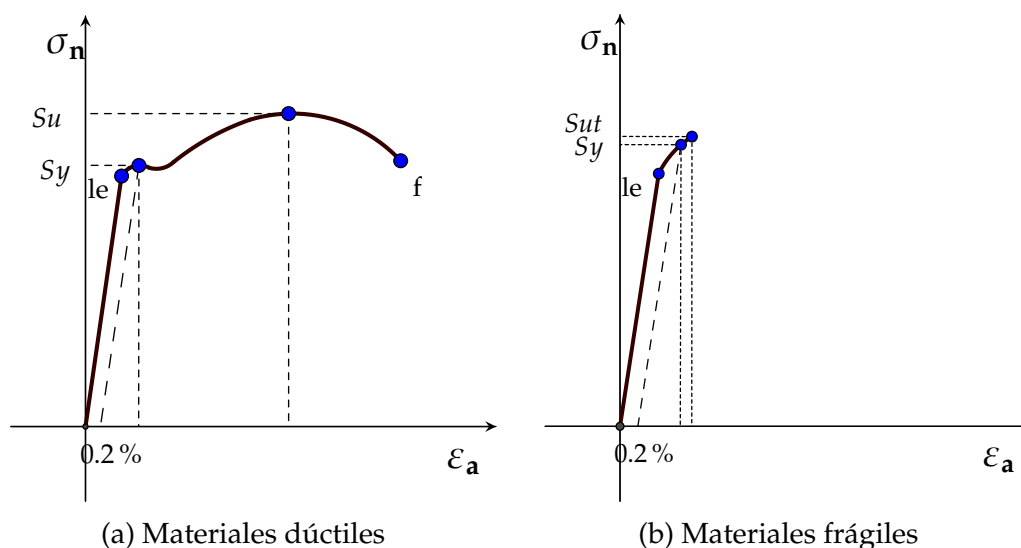 σn
Su
Sy
le
f
0.2 %
εa
(a) Materiales dúctiles
σn
Sut
Sy
le
0.2 %
εa
(b) Materiales frágiles